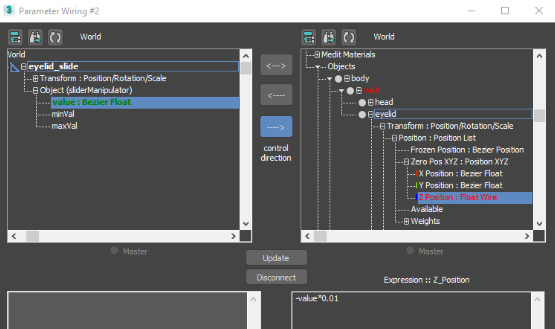 Parameter Wiring #2
World
World
World
eyelid_slide
Transform : Position/Rotation/Scale
Object (sliderManipulator)
value : Bezier Float
minVal
maxVal
<--->
<----
---->
control
direction
Medit Materials
Objects
body
neck
head
eyelid
Transform : Position/Rotation/Scale
Position : Position List
Frozen Position : Bezier Position
Zero Pos XYZ : Position XYZ
X Position : Bezier Float
Y Position : Bezier Float
Z Position : Float Wire
Available
Weights
Master
Master
Update
Disconnect
Expression :: Z_Position
-value*0.01